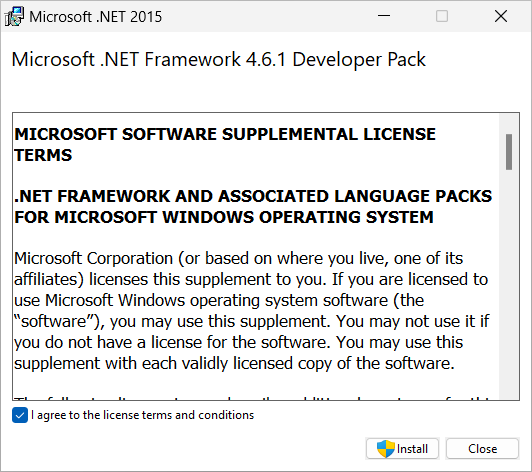 Microsoft .NET 2015
Microsoft .NET Framework 4.6.1 Developer Pack
MICROSOFT SOFTWARE SUPPLEMENTAL LICENSE
TERMS
.NET FRAMEWORK AND ASSOCIATED LANGUAGE PACKS
FOR MICROSOFT WINDOWS OPERATING SYSTEM
Microsoft Corporation (or based on where you live, one of its
affiliates) licenses this supplement to you. If you are licensed to
use Microsoft Windows operating system software (the
“software”), you may use this supplement. You may not use it if
you do not have a license for the software. You may use this
supplement with each validly licensed copy of the software.
I agree to the license terms and conditions
Install
Close